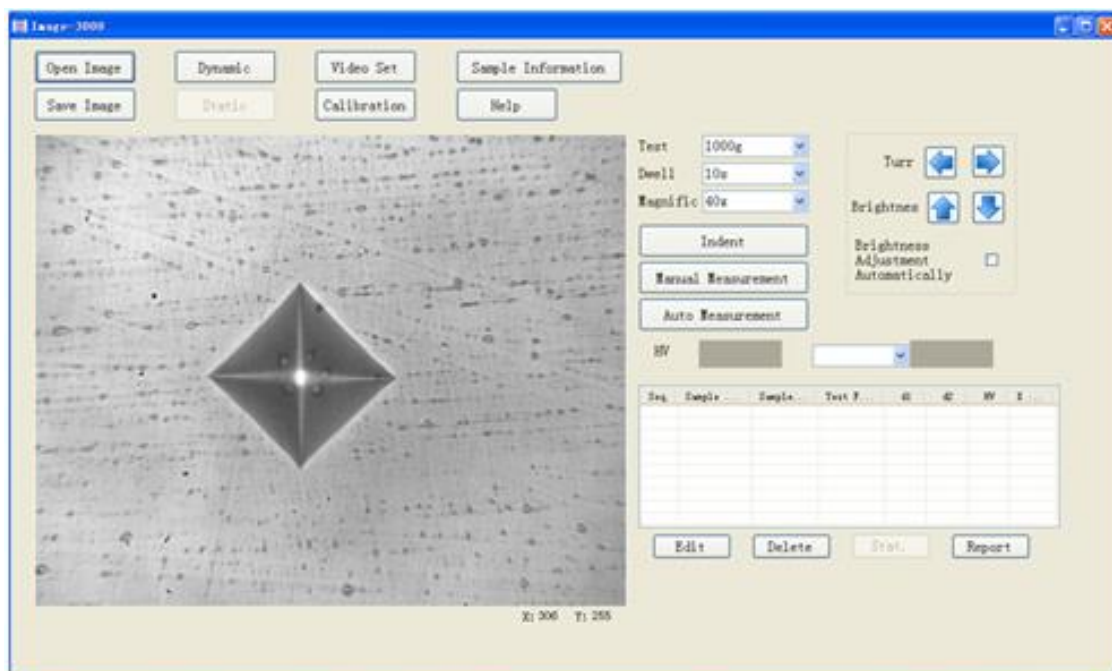 Image-3000
Open Image Dynamic Video Set Sample Information
Save Image Static Calibration Help
Test 1000g
Dwell 10s
Magnific 40x
Indent
Manual Measurement
Auto Measurement
HV
Turr
Brightnes
Brightness
Adjustment
Automatically
Seq. Sample ... Sample... Test F... d1 d2 HV X ...
Edit Delete Stat. Report
X: 306 Y: 255